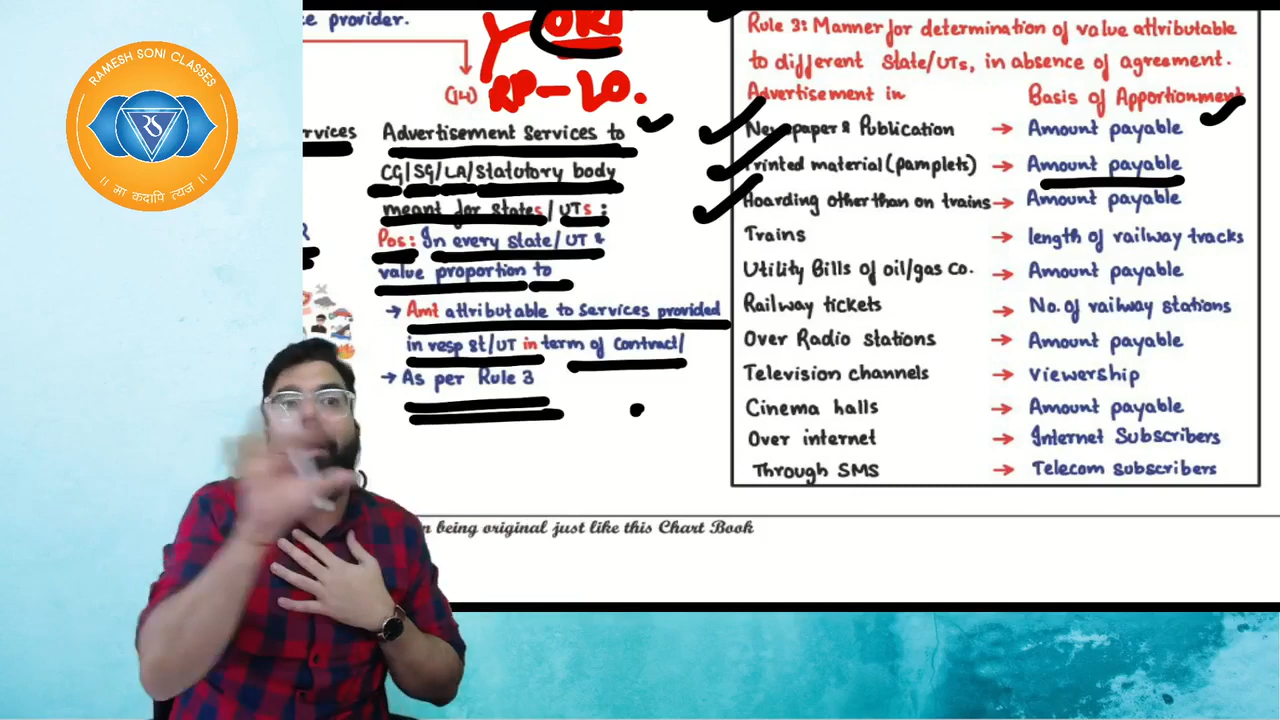 RAMESH SONI CLASSES
RS
॥ मा कदापि त्यज ॥
e provider.
(14)
RP - LO.
rvices
Advertisement Services to
CG/SG/LA/Statutory body
meant for states/UTs:
Pos: In every state/UT &
value proportion to
→ Amt attributable to Services provided
in resp St/UT in term of Contract/
→ As per Rule 3
Rule 3: Manner for determination of value attributable
to different State/UTs, in absence of agreement.
Advertisement in Basis of Apportionment
Newspaper & Publication → Amount payable
Printed material (pamplets) → Amount payable
Hoarding other than on trains → Amount payable
Trains → length of railway tracks
Utility Bills of oil/gas co. → Amount payable
Railway tickets → No. of railway stations
Over Radio stations → Amount payable
Television channels → viewership
Cinema halls → Amount payable
Over internet → Internet Subscribers
Through SMS → Telecom subscribers
n being original just like this Chart Book